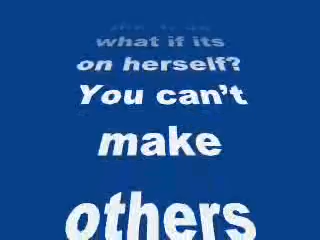 what if its
on herself?
You can't
make
others